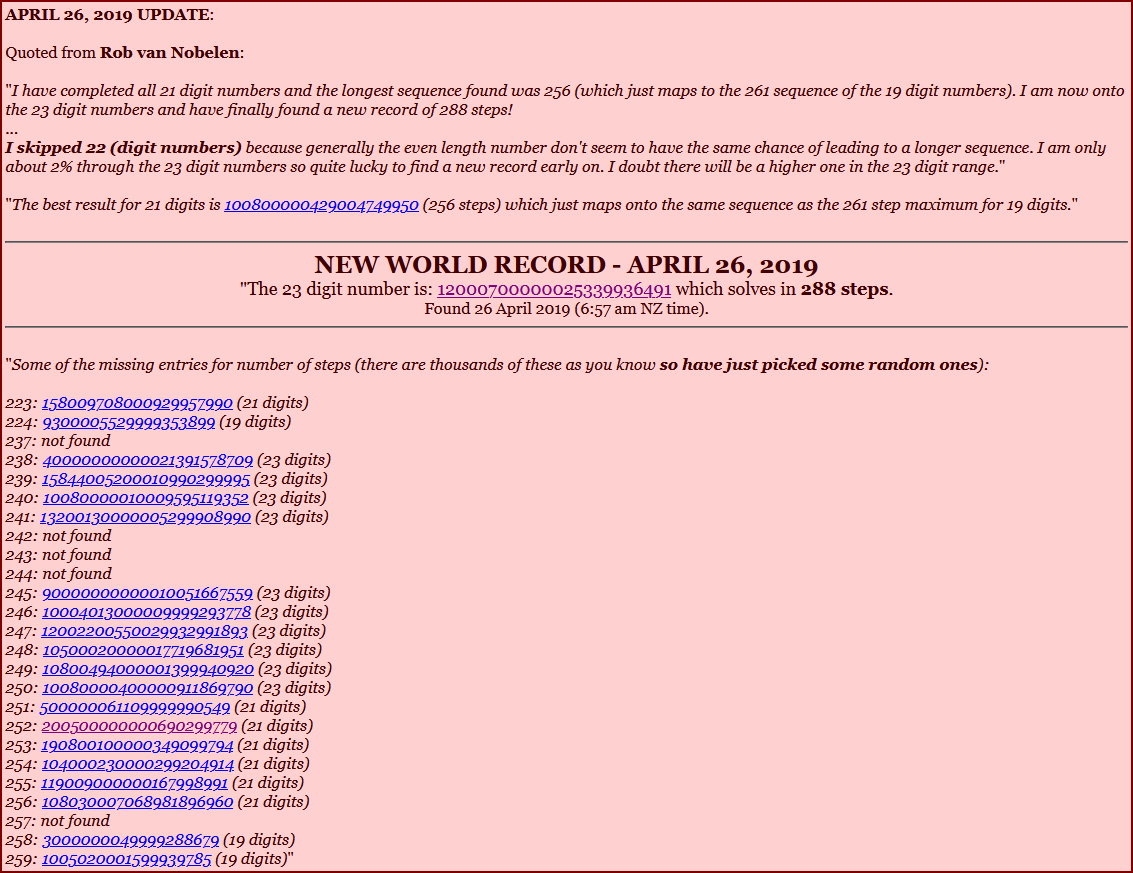 APRIL 26, 2019 UPDATE:
Quoted from Rob van Nobelen:
"I have completed all 21 digit numbers and the longest sequence found was 256 (which just maps to the 261 sequence of the 19 digit numbers). I am now onto
the 23 digit numbers and have finally found a new record of 288 steps!
...
I skipped 22 (digit numbers) because generally the even length number don't seem to have the same chance of leading to a longer sequence. I am only
about 2% through the 23 digit numbers so quite lucky to find a new record early on. I doubt there will be a higher one in the 23 digit range."
"The best result for 21 digits is 100800000429004749950 (256 steps) which just maps onto the same sequence as the 261 step maximum for 19 digits."
NEW WORLD RECORD - APRIL 26, 2019
"The 23 digit number is: 12000700000025339936491 which solves in 288 steps.
Found 26 April 2019 (6:57 am NZ time).
"Some of the missing entries for number of steps (there are thousands of these as you know so have just picked some random ones):
223: 158009708000929957990 (21 digits)
224: 9300005529999353899 (19 digits)
237: not found
238: 40000000000021391578709 (23 digits)
239: 15844005200010990299995 (23 digits)
240: 10080000010009595119352 (23 digits)
241: 13200130000005299908990 (23 digits)
242: not found
243: not found
244: not found
245: 90000000000010051667559 (23 digits)
246: 10004013000009999293778 (23 digits)
247: 12002200550029932991893 (23 digits)
248: 10500020000017719681951 (23 digits)
249: 10800494000001399940920 (23 digits)
250: 10080000400000911869790 (23 digits)
251: 500000061109999990549 (21 digits)
252: 200500000000690299779 (21 digits)
253: 190800100000349099794 (21 digits)
254: 104000230000299204914 (21 digits)
255: 119009000000167998991 (21 digits)
256: 108030007068981896960 (21 digits)
257: not found
258: 3000000049999288679 (19 digits)
259: 1005020001599939785 (19 digits)"